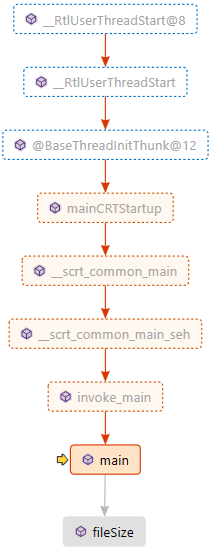 __RtlUserThreadStart@8
__RtlUserThreadStart
@BaseThreadInitThunk@12
mainCRTStartup
__scrt_common_main
__scrt_common_main_seh
invoke_main
main
fileSize